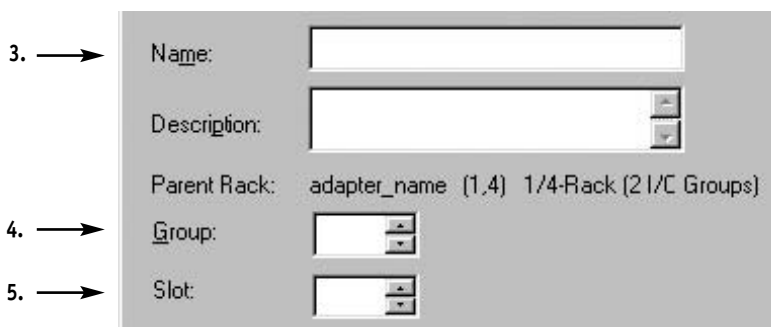 3. Name:
Description:
Parent Rack: adapter_name (1,4) 1/4-Rack (2 I/C Groups)
4. Group:
5. Slot: